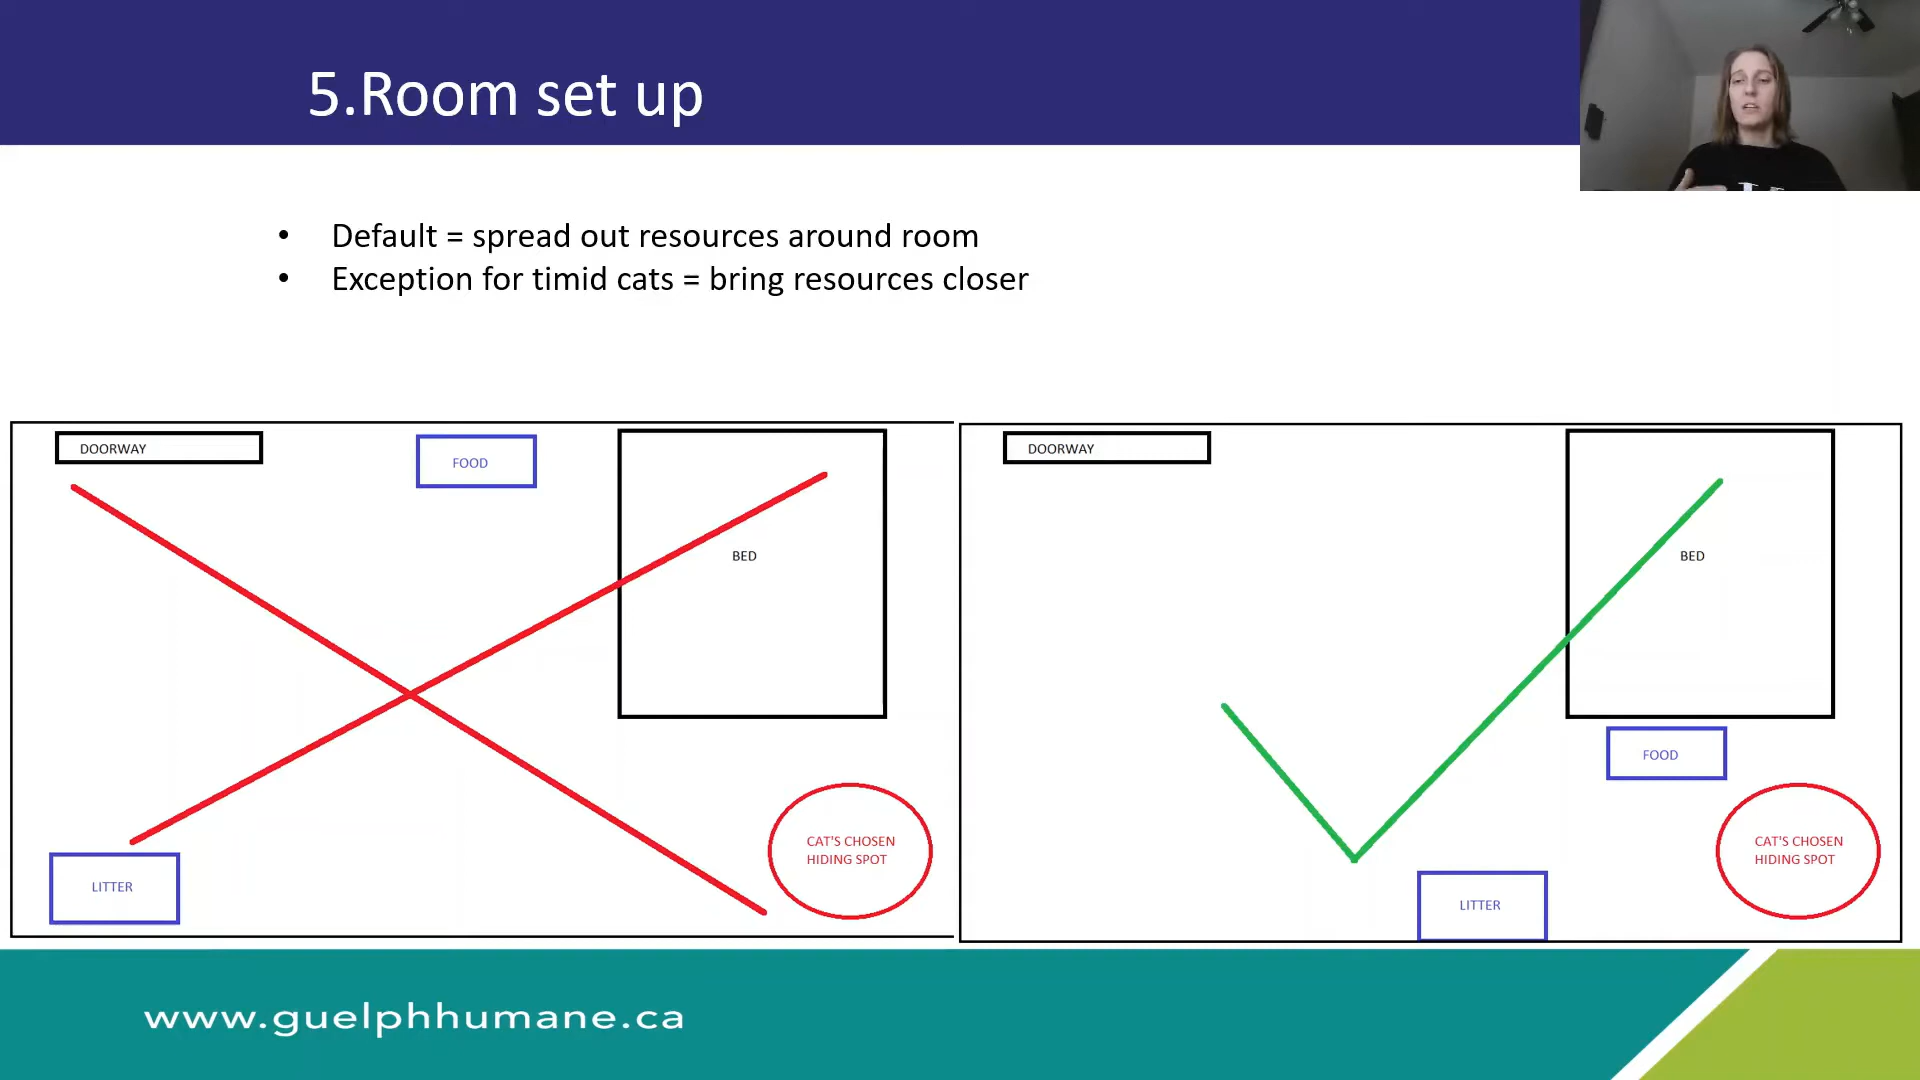 5.Room set up
• Default = spread out resources around room
• Exception for timid cats = bring resources closer
DOORWAY
FOOD
BED
CAT'S CHOSEN
HIDING SPOT
LITTER
DOORWAY
BED
FOOD
CAT'S CHOSEN
HIDING SPOT
LITTER
www.guelphhumane.ca